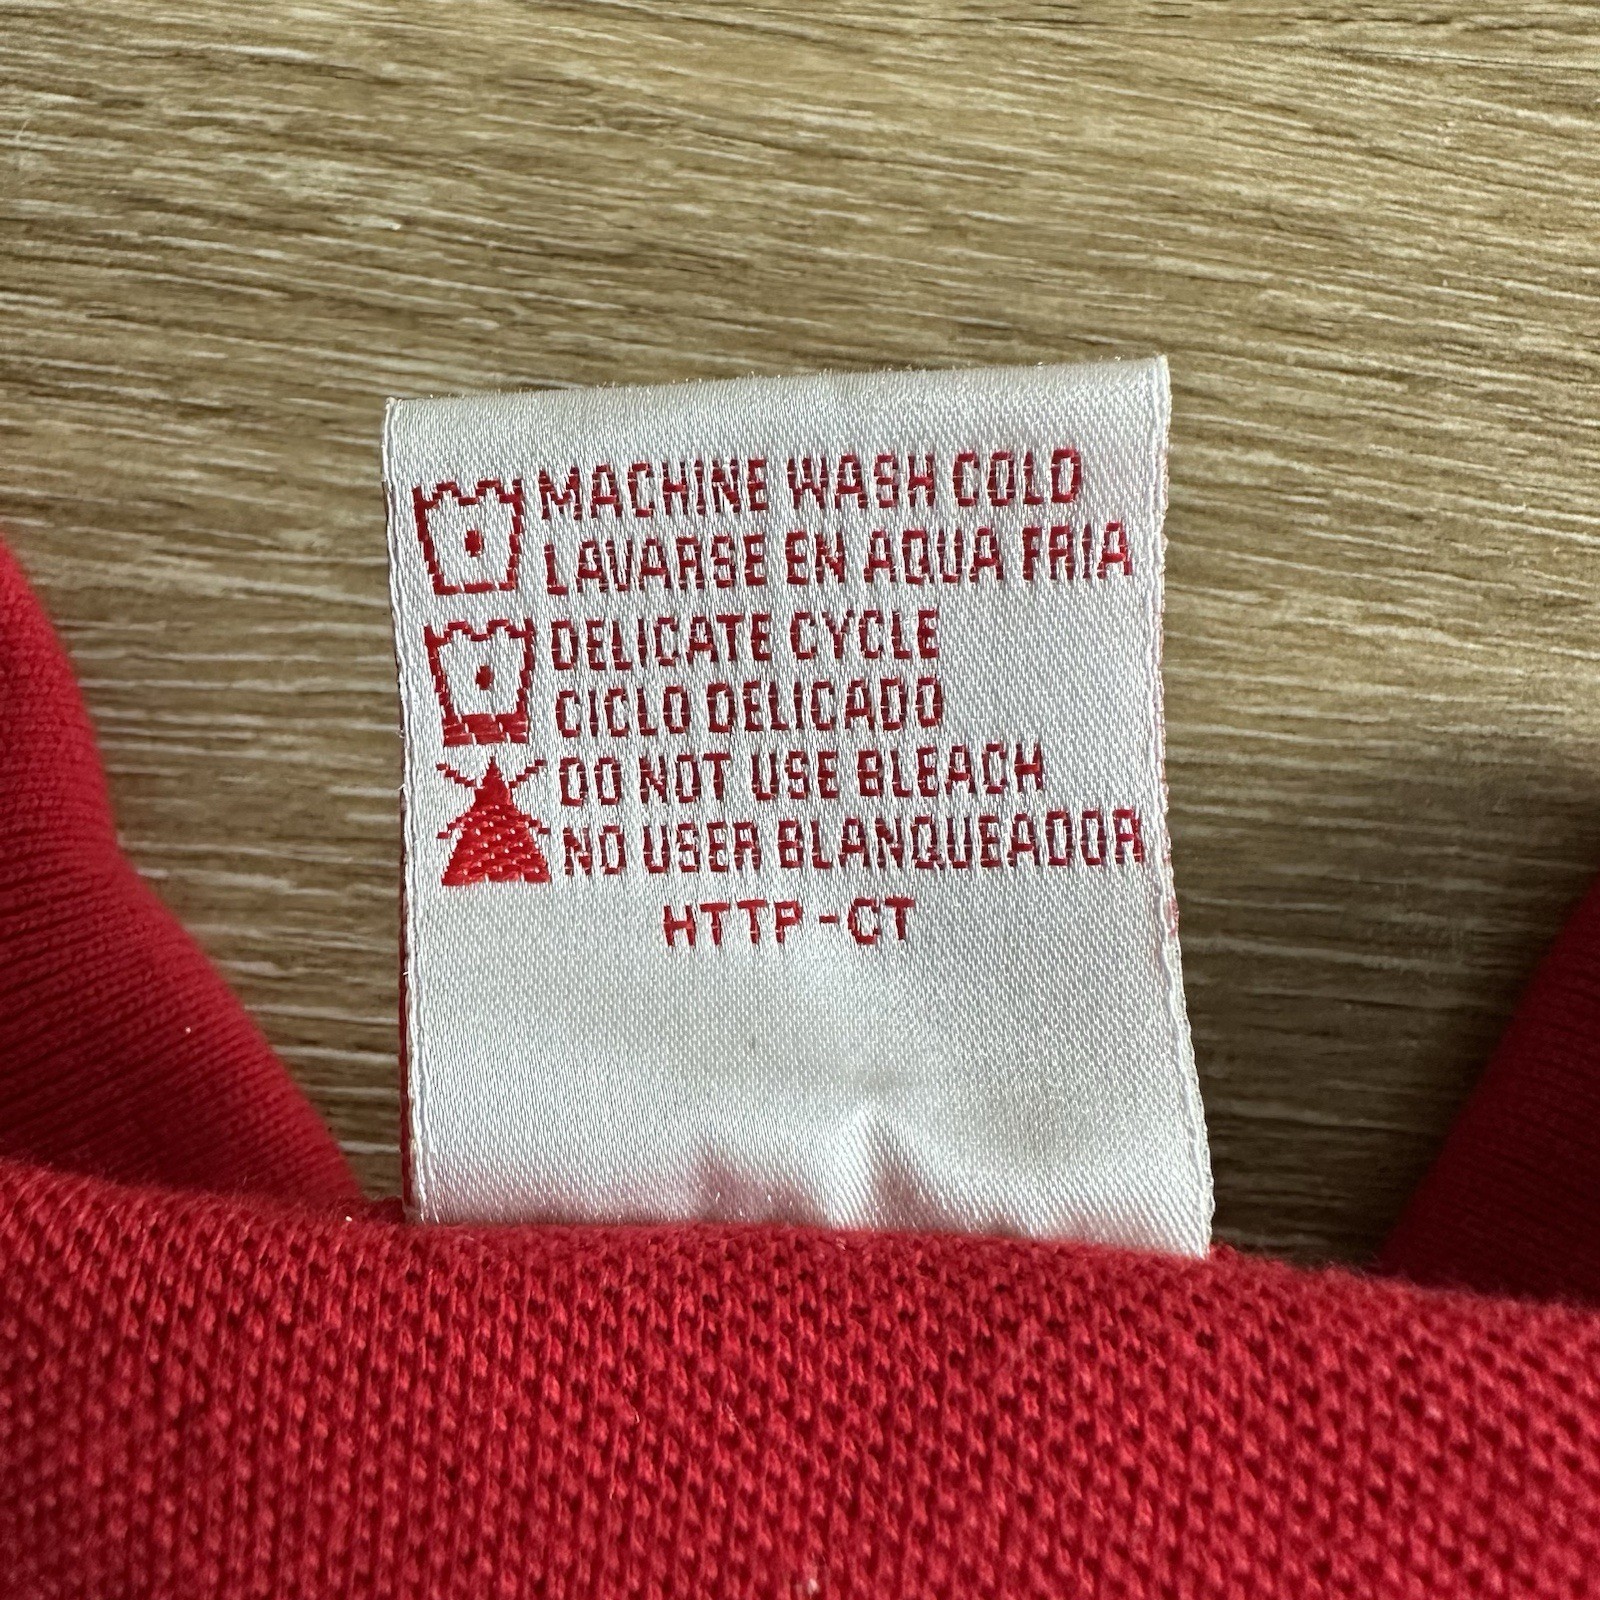 MACHINE WASH COLD
LAVARSE EN AQUA FRIA
DELICATE CYCLE
CICLO DELICADO
DO NOT USE BLEACH
NO USER BLANQUEADOR
HTTP-CT